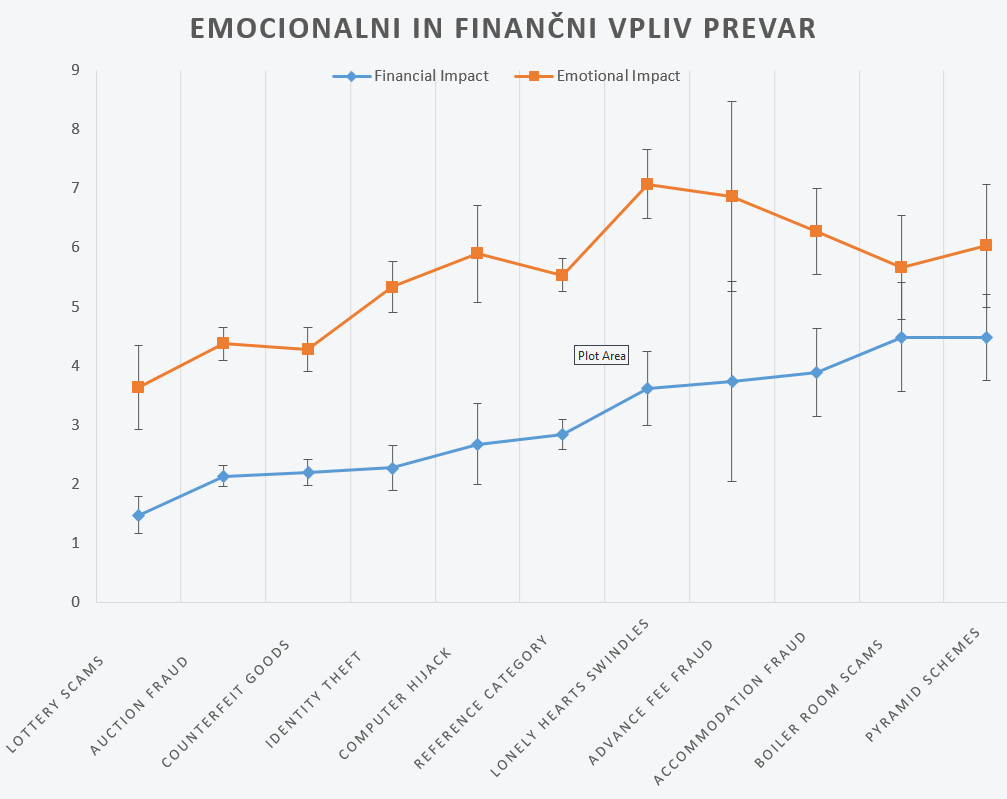 EMOCIONALNI IN FINANČNI VPLIV PREVAR
Financial Impact
Emotional Impact
9
8
7
6
5
4
3
2
1
0
Plot Area
LOTTERY SCAMS
AUCTION FRAUD
COUNTERFEIT GOODS
IDENTITY THEFT
COMPUTER HIJACK
REFERENCE CATEGORY
LONELY HEARTS SWINDLES
ADVANCE FEE FRAUD
ACCOMMODATION FRAUD
BOILER ROOM SCAMS
PYRAMID SCHEMES